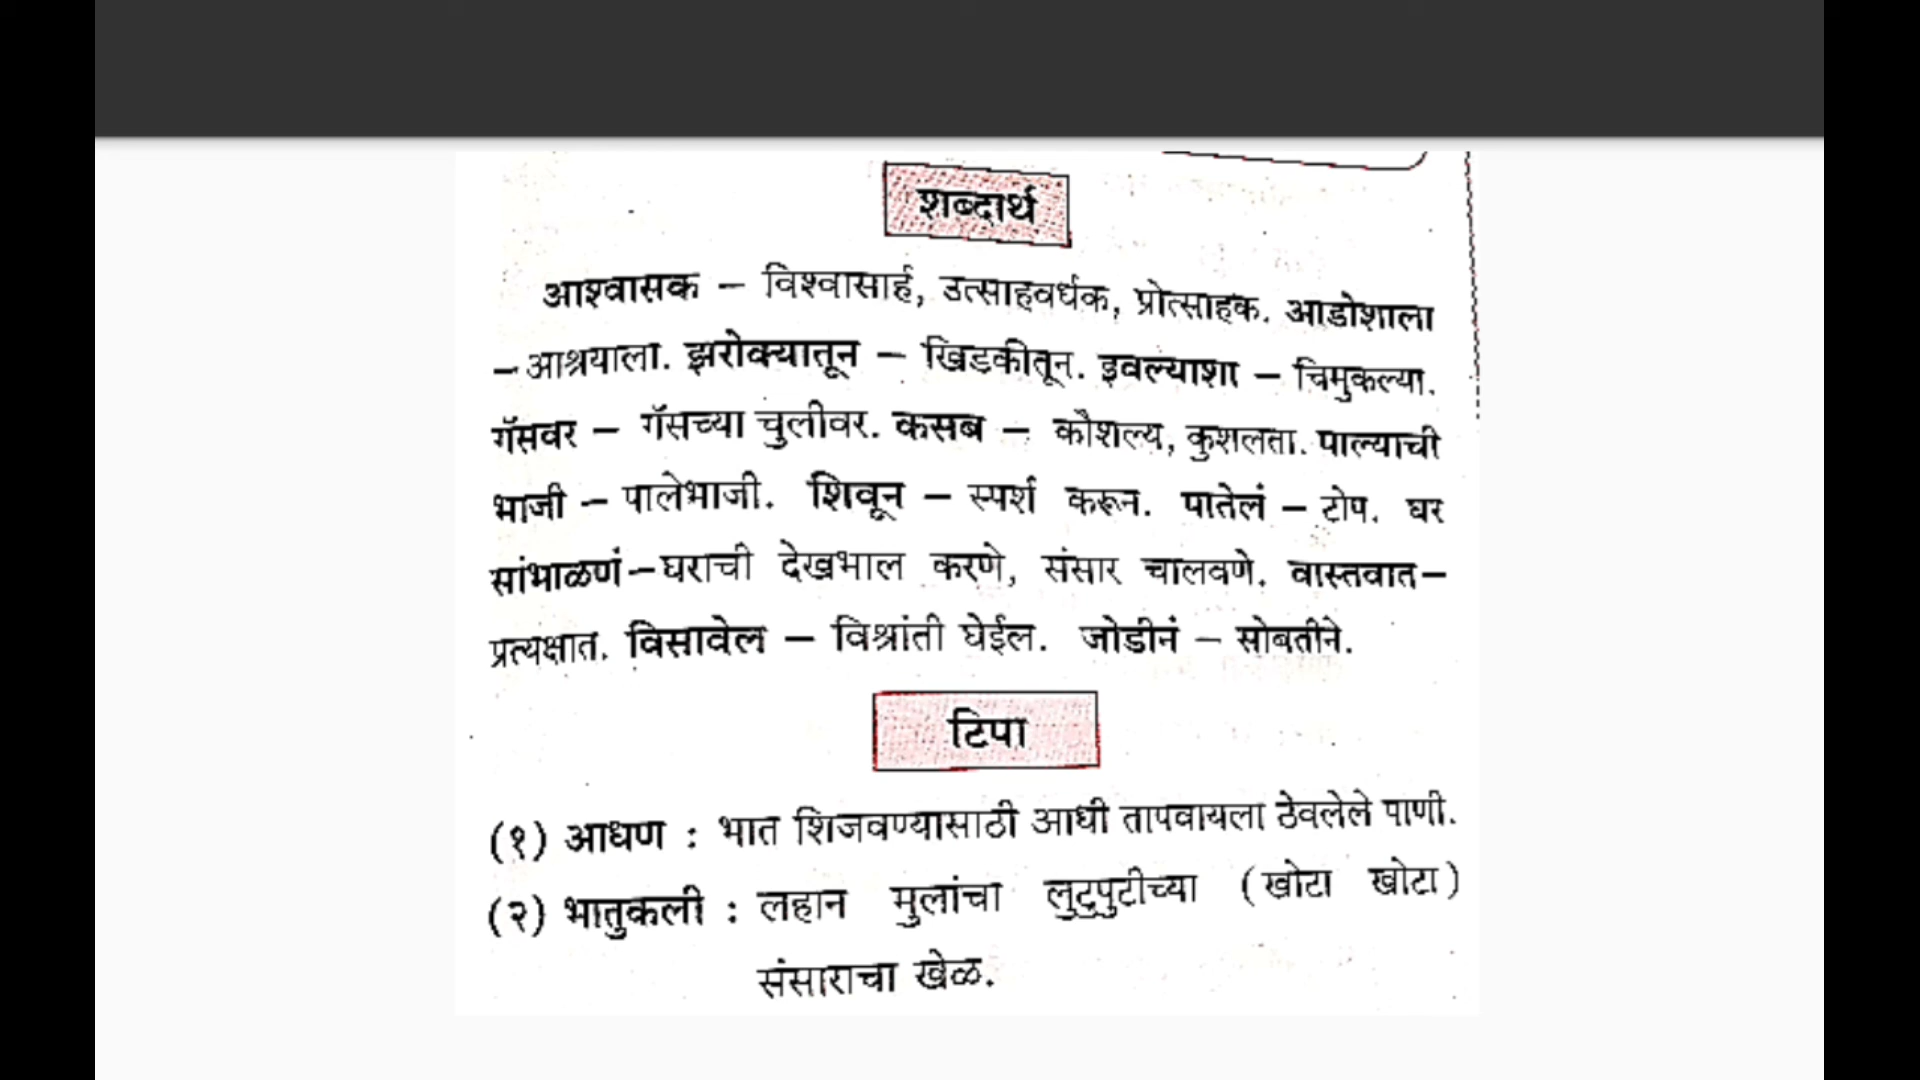 शब्दार्थ
आश्वासक – विश्वासार्ह, उत्साहवर्धक, प्रोत्साहक. आडोशाला
– आश्रयाला. झरोक्यातून – खिडकीतून. इवल्याशा – चिमुकल्या.
गॅसवर – गॅसच्या चुलीवर. कसब – कौशल्य, कुशलता. पाल्याची
भाजी – पालेभाजी. शिवून – स्पर्श करून. पातेलं – टोप. घर
सांभाळणं–घराची देखभाल करणे, संसार चालवणे. वास्तवात–
प्रत्यक्षात. विसावेल – विश्रांती घेईल. जोडीनं – सोबतीने.
टिपा
(१) आधण : भात शिजवण्यासाठी आधी तापवायला ठेवलेले पाणी.
(२) भातुकली : लहान मुलांचा लुटुपुटीच्या (खोटा खोटा)
संसाराचा खेळ.